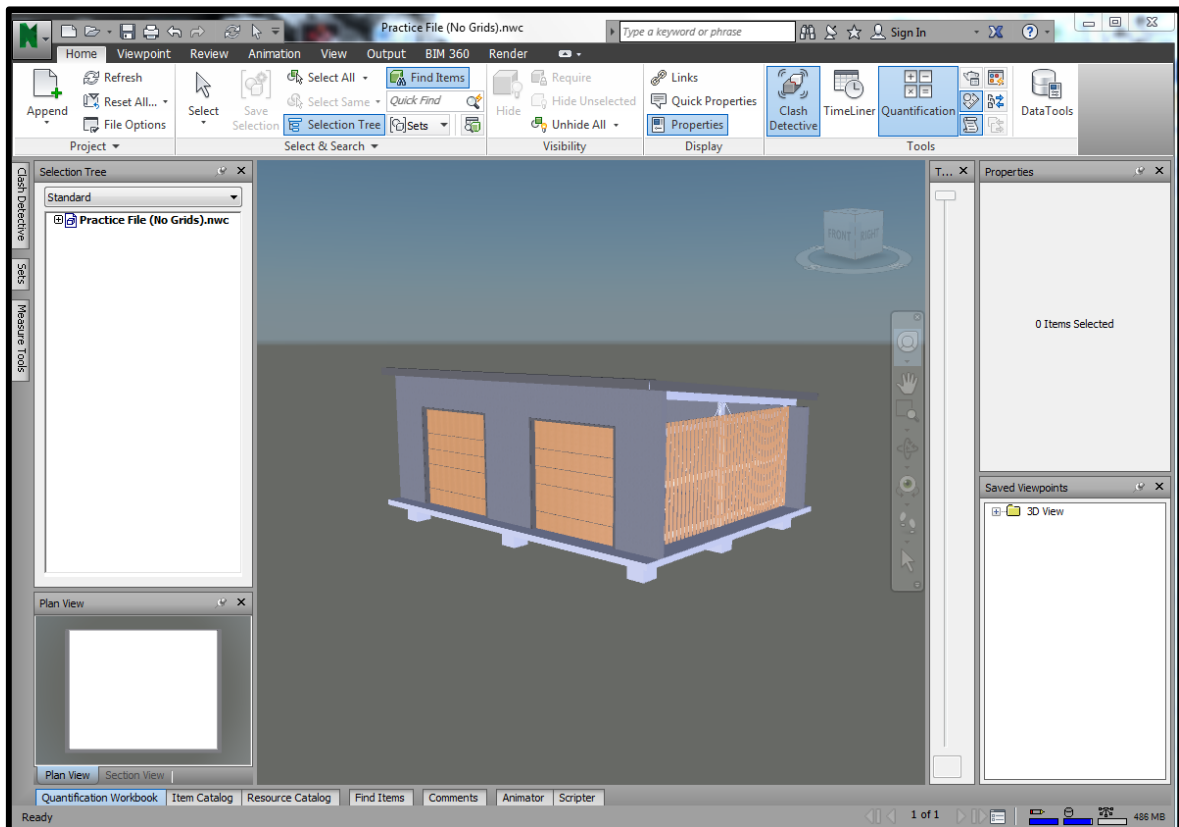 Practice File (No Grids).nwc
Type a keyword or phrase
Sign In
Home Viewpoint Review Animation View Output BIM 360 Render
Append
Refresh
Reset All...
File Options
Project
Select
Save Selection
Select All
Select Same
Selection Tree
Find Items
Quick Find
Sets
Select & Search
Hide
Require
Hide Unselected
Unhide All
Visibility
Links
Quick Properties
Properties
Display
Clash Detective
TimeLiner
Quantification
DataTools
Tools
Clash Detective
Sets
Measure Tools
Selection Tree
Standard
Practice File (No Grids).nwc
FRONT RIGHT
T...
Properties
0 Items Selected
Saved Viewpoints
3D View
Plan View
Plan View Section View
Quantification Workbook Item Catalog Resource Catalog Find Items Comments Animator Scripter
Ready
1 of 1
486 MB